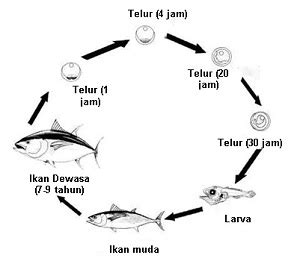 Telur (4 jam)
Telur (20
jam)
Telur (1
jam)
Telur (30 jam)
Ikan Dewasa
(7-9 tahun)
Larva
Ikan muda